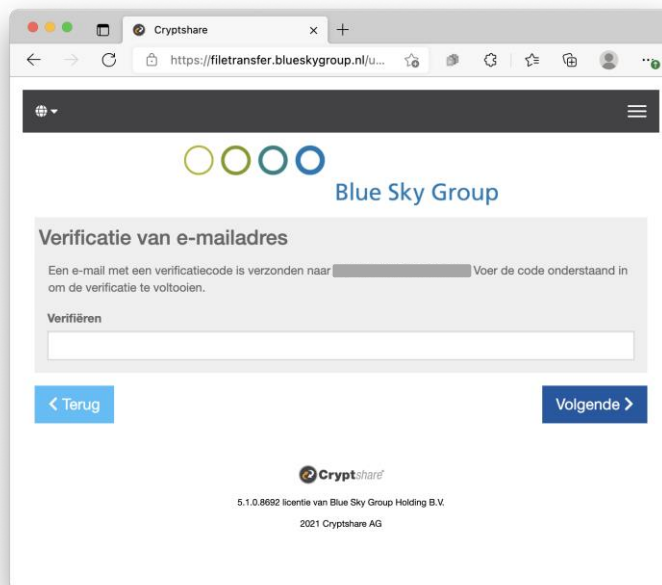 Cryptshare
https://filetransfer.blueskygroup.nl/u...
Blue Sky Group
Verificatie van e-mailadres
Een e-mail met een verificatiecode is verzonden naar Voer de code onderstaand in
om de verificatie te voltooien.
Verifiëren
Terug
Volgende
Cryptshare
5.1.0.8692 licentie van Blue Sky Group Holding B.V.
2021 Cryptshare AG